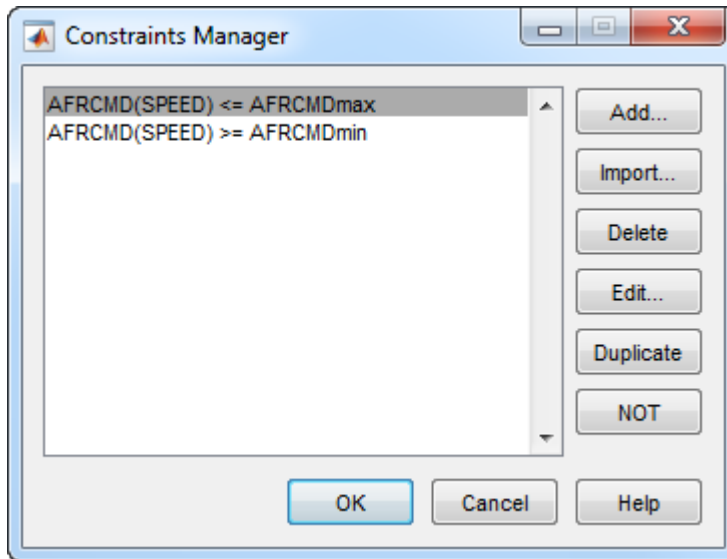 Constraints Manager
AFRCMD(SPEED) <= AFRCMDmax
AFRCMD(SPEED) >= AFRCMDmin
Add...
Import...
Delete
Edit...
Duplicate
NOT
OK
Cancel
Help